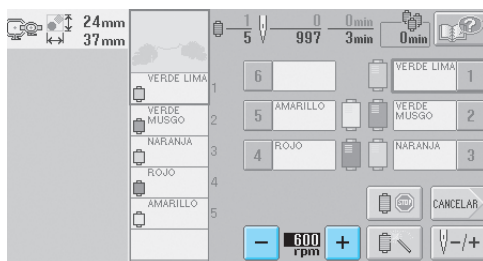 24mm
37mm
1
5
0
997
0min
3min
0min
VERDE LIMA
1
VERDE
MUSGO
2
NARANJA
3
ROJO
4
AMARILLO
5
6
VERDE LIMA
1
5
AMARILLO
VERDE
MUSGO
2
4
ROJO
NARANJA
3
STOP
CANCELAR
−
600
rpm
+
−/+